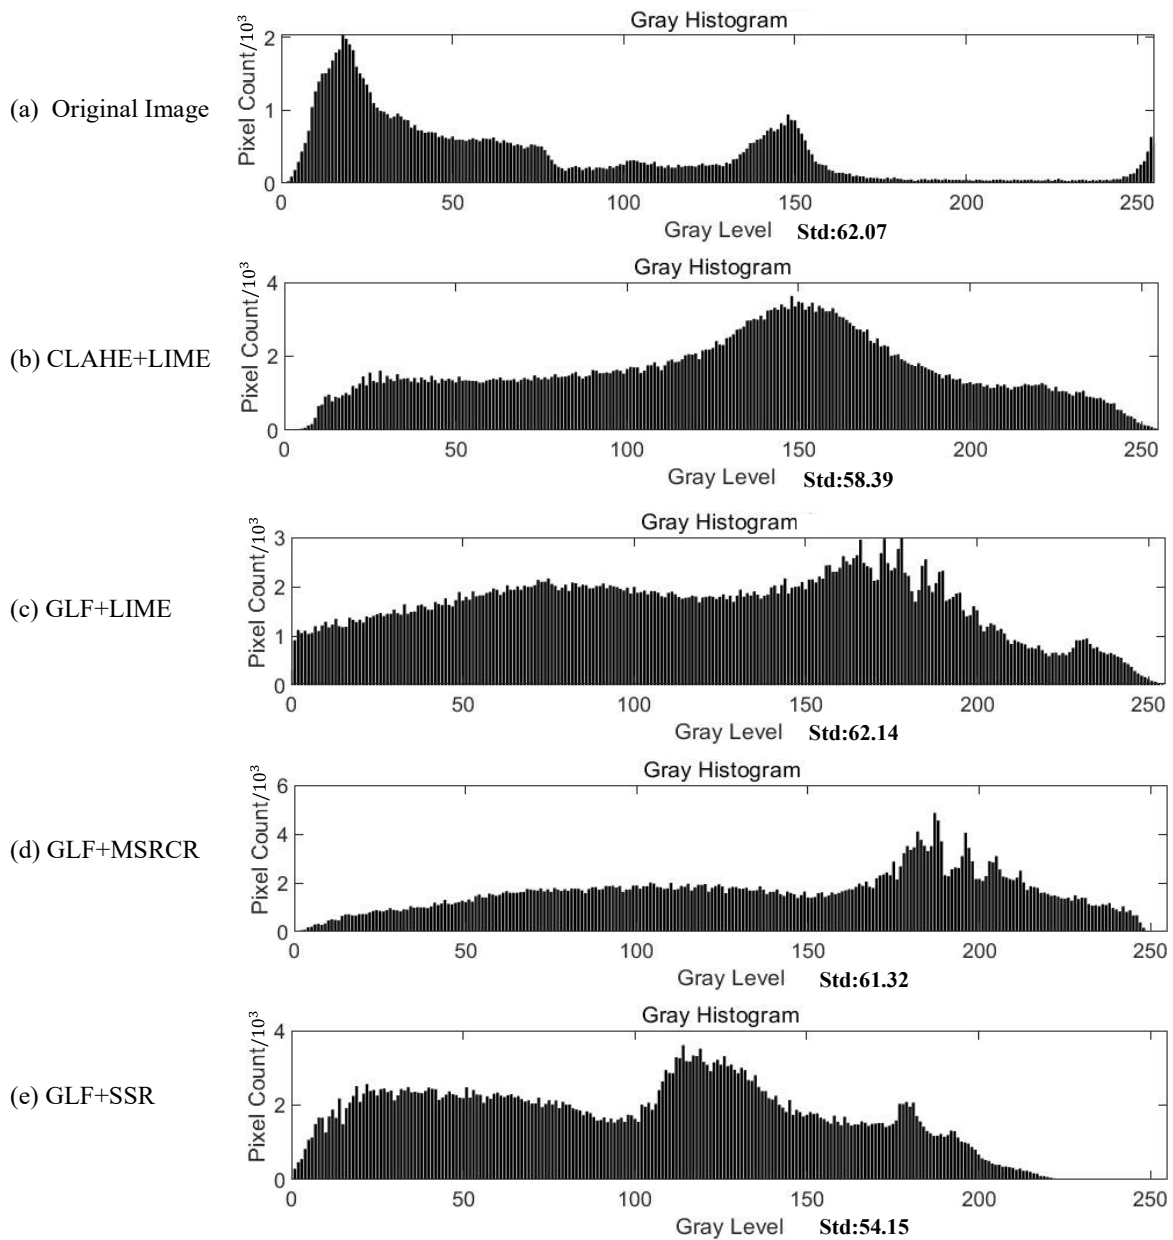 Gray Histogram
(a) Original Image
Pixel Count/10³
2
1
0
0 50 100 150 200 250
Gray Level Std:62.07
Gray Histogram
(b) CLAHE+LIME
Pixel Count/10³
4
2
0
0 50 100 150 200 250
Gray Level Std:58.39
Gray Histogram
(c) GLF+LIME
Pixel Count/10³
3
2
1
0
0 50 100 150 200 250
Gray Level Std:62.14
Gray Histogram
(d) GLF+MSRCR
Pixel Count/10³
6
4
2
0
0 50 100 150 200 250
Gray Level Std:61.32
Gray Histogram
(e) GLF+SSR
Pixel Count/10³
4
2
0
0 50 100 150 200 250
Gray Level Std:54.15